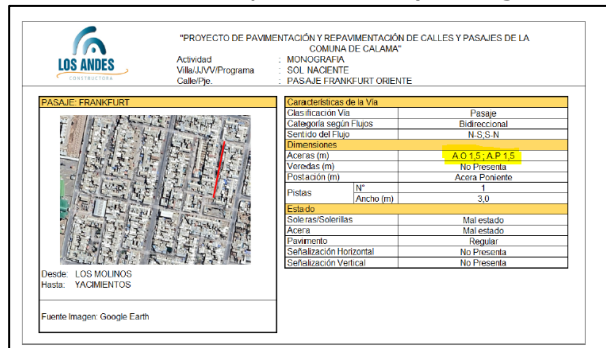 "PROYECTO DE PAVIMENTACIÓN Y REPAVIMENTACIÓN DE CALLES Y PASAJES DE LA
COMUNA DE CALAMA"
LOS ANDES
CONSTRUCTORA
Actividad : MONOGRAFIA
Villa/JJVV/Programa : SOL NACIENTE
Calle/Pje. : PASAJE FRANKFURT ORIENTE
PASAJE: FRANKFURT
Desde: LOS MOLINOS
Hasta: YACIMIENTOS
Fuente Imagen: Google Earth
Características de la Vía
Clasificación Vía Pasaje
Categoría según Flujos Bidireccional
Sentido del Flujo N-S,S-N
Dimensiones
Aceras (m) A.O 1,5 ; A.P 1,5
Veredas (m) No Presenta
Postación (m) Acera Poniente
Pistas N° 1
Ancho (m) 3,0
Estado
Soleras/Solerillas Mal estado
Acera Mal estado
Pavimento Regular
Señalización Horizontal No Presenta
Señalización Vertical No Presenta